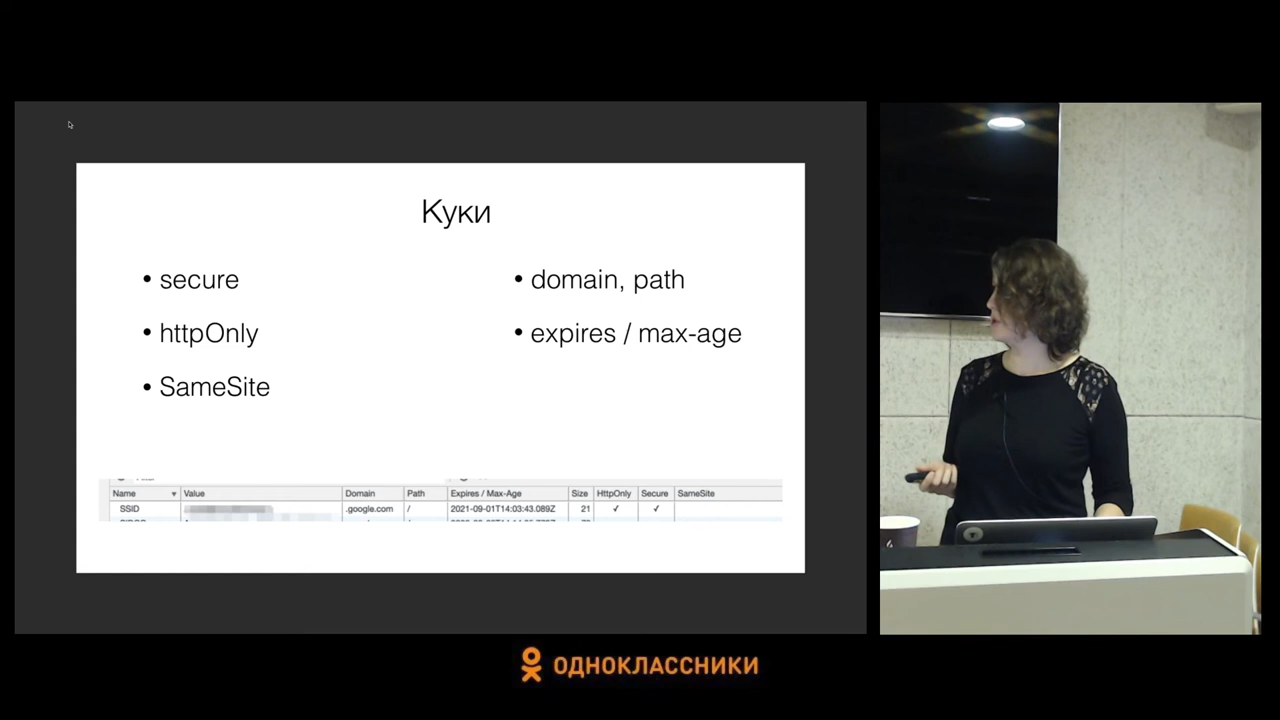 Куки
• secure
• httpOnly
• SameSite
• domain, path
• expires / max-age
Name Value Domain Path Expires / Max-Age Size HttpOnly Secure SameSite
SSID .google.com / 2021-09-01T14:03:43.089Z 21 ✓ ✓
ОДНОКЛАССНИКИ